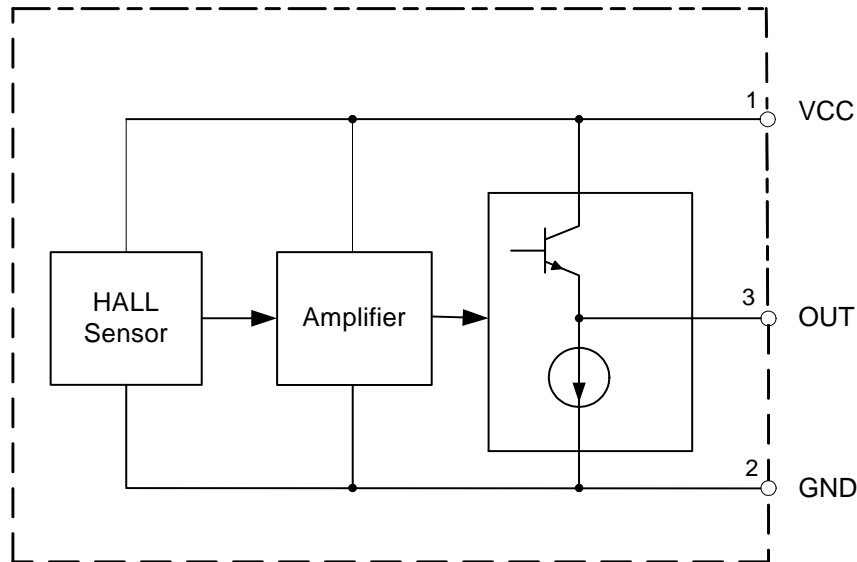 1
VCC
HALL
Sensor
Amplifier
3
OUT
2
GND